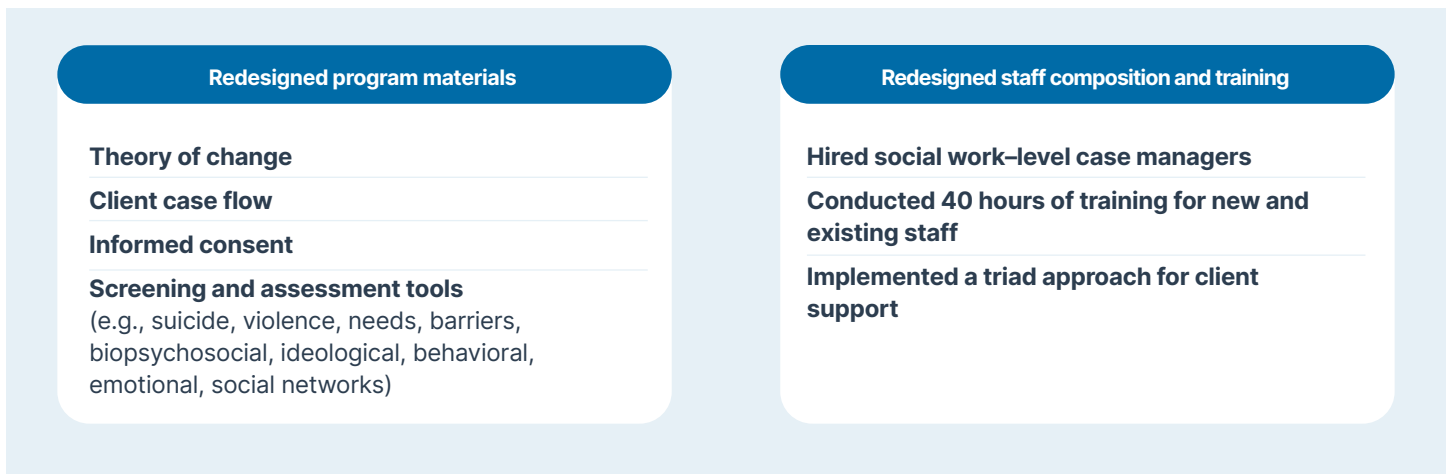 Redesigned program materials
Theory of change
Client case flow
Informed consent
Screening and assessment tools
(e.g., suicide, violence, needs, barriers,
biopsychosocial, ideological, behavioral,
emotional, social networks)
Redesigned staff composition and training
Hired social work–level case managers
Conducted 40 hours of training for new and
existing staff
Implemented a triad approach for client
support